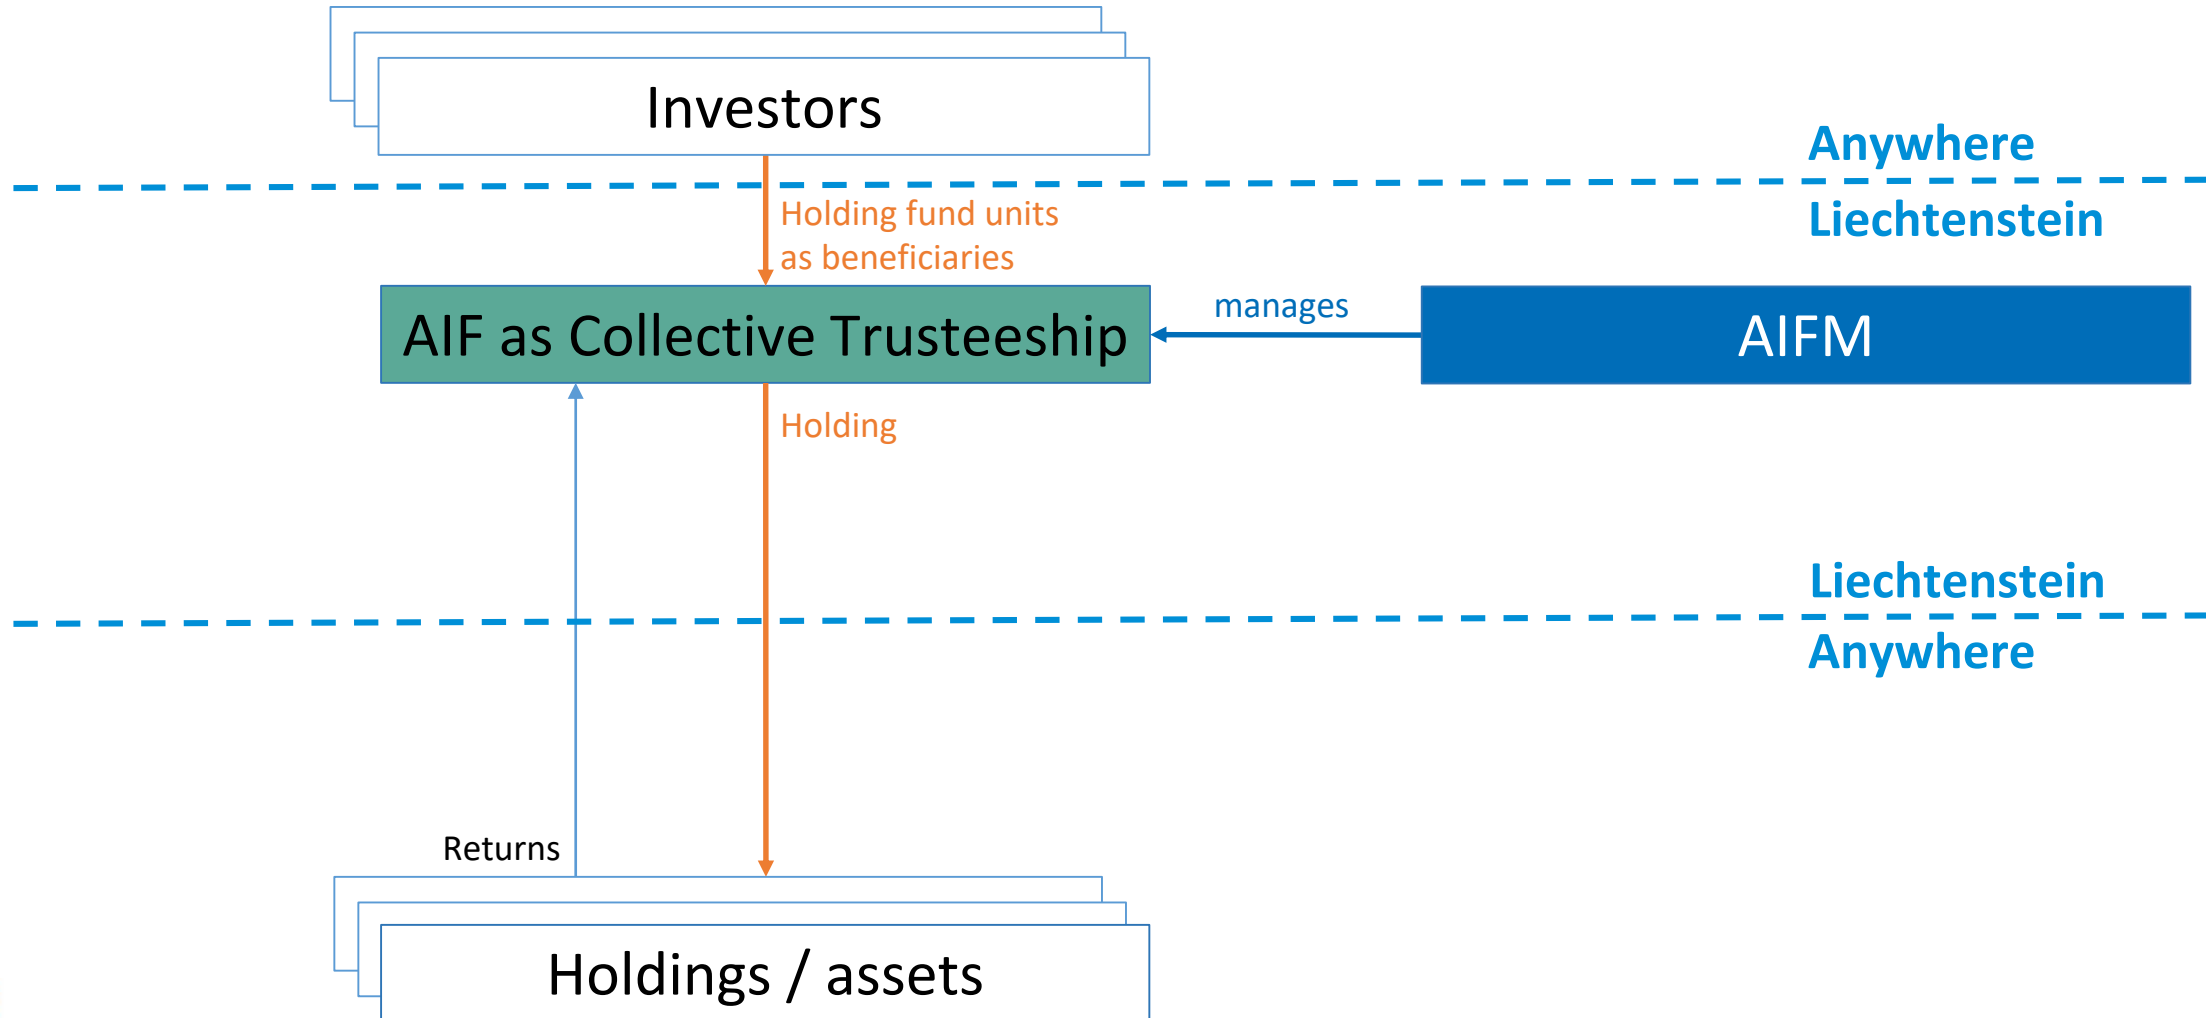 Investors
Anywhere
Holding fund units
as beneficiaries
Liechtenstein
AIF as Collective Trusteeship
manages
AIFM
Holding
Liechtenstein
Anywhere
Returns
Holdings / assets